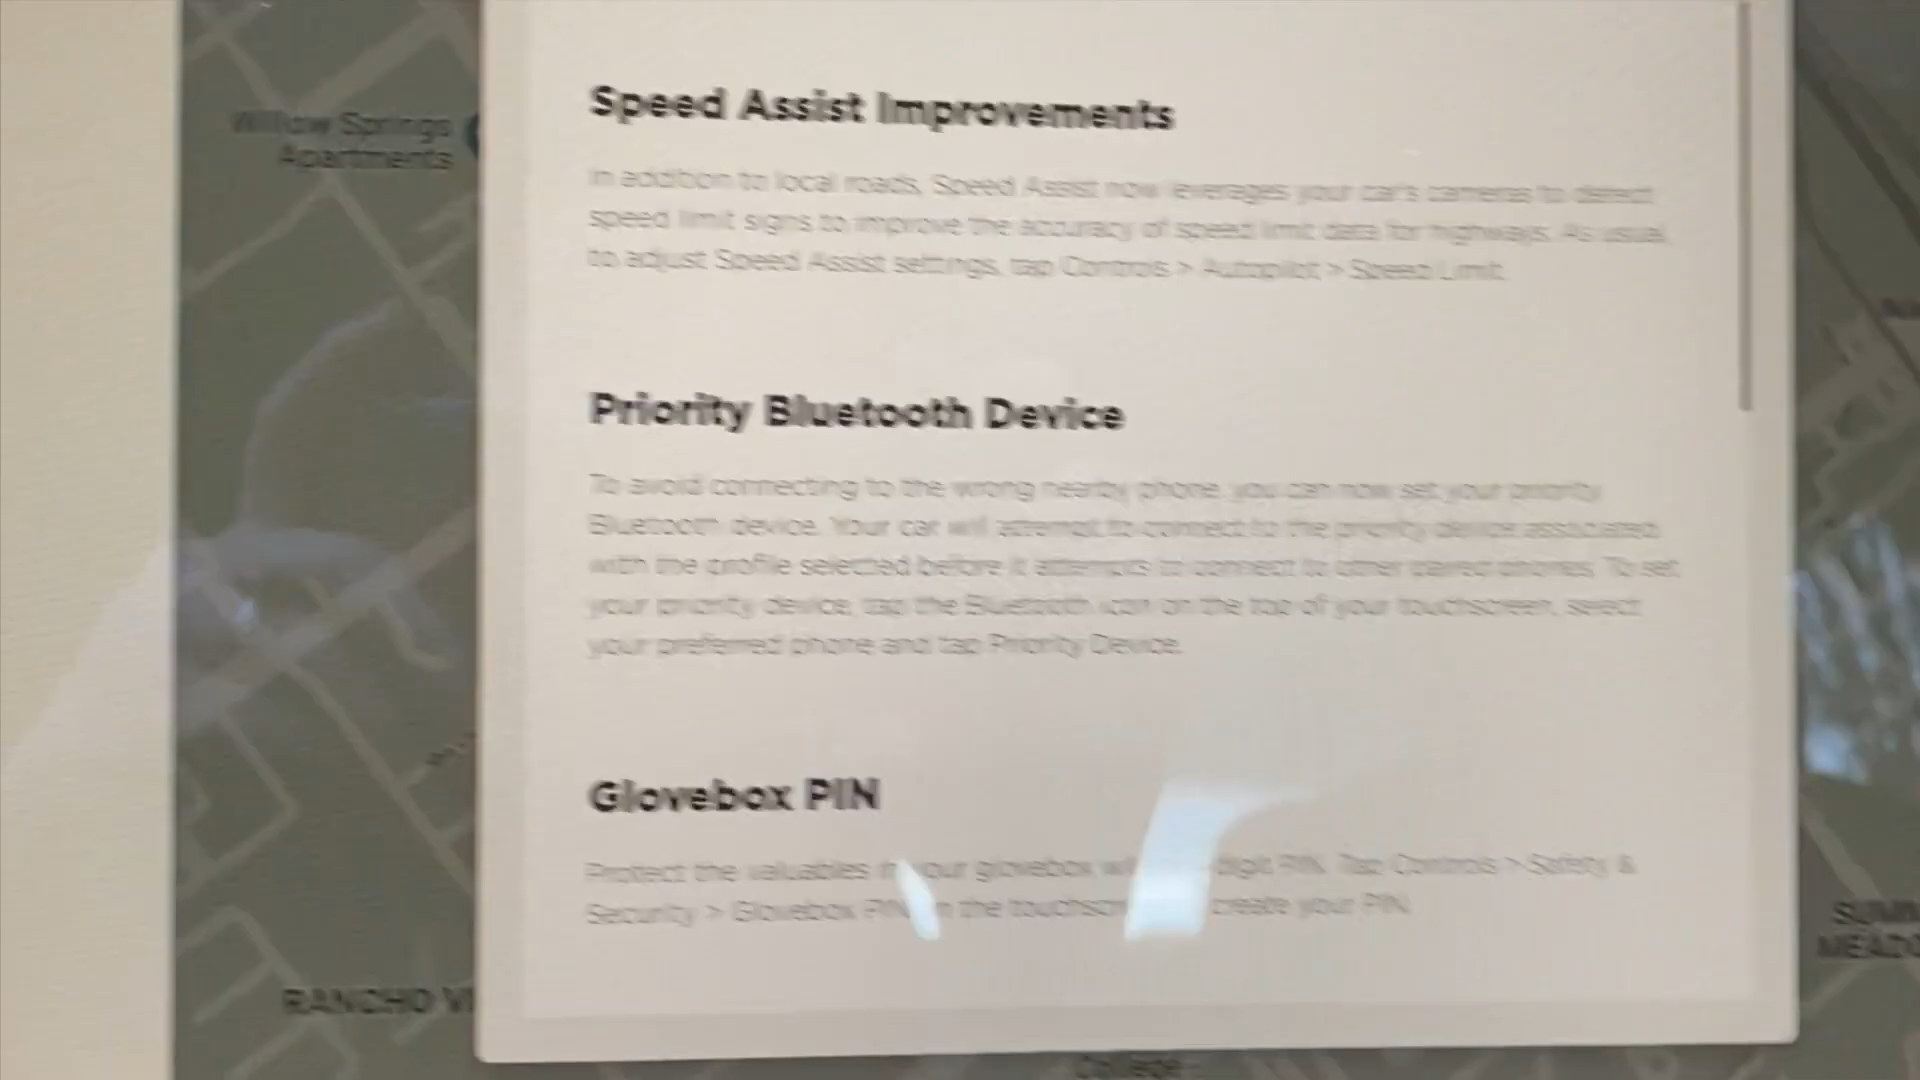 Willow Springs
Apartments
Speed Assist Improvements
In addition to local roads, Speed Assist now leverages your car's cameras to detect
speed limit signs to improve the accuracy of speed limit data for highways. As usual,
to adjust Speed Assist settings, tap Controls > Autopilot > Speed Limit.
Priority Bluetooth Device
To avoid connecting to the wrong nearby phone, you can now set your priority
Bluetooth device. Your car will attempt to connect to the priority device associated
with the profile selected before it attempts to connect to other paired phones. To set
your priority device, tap the Bluetooth icon on the top of your touchscreen, select
your preferred phone and tap Priority Device.
Glovebox PIN
Protect the valuables in your glovebox digit PIN. Tap Controls > Safety &
Security > Glovebox PIN the create your PIN.
RANCHO
College